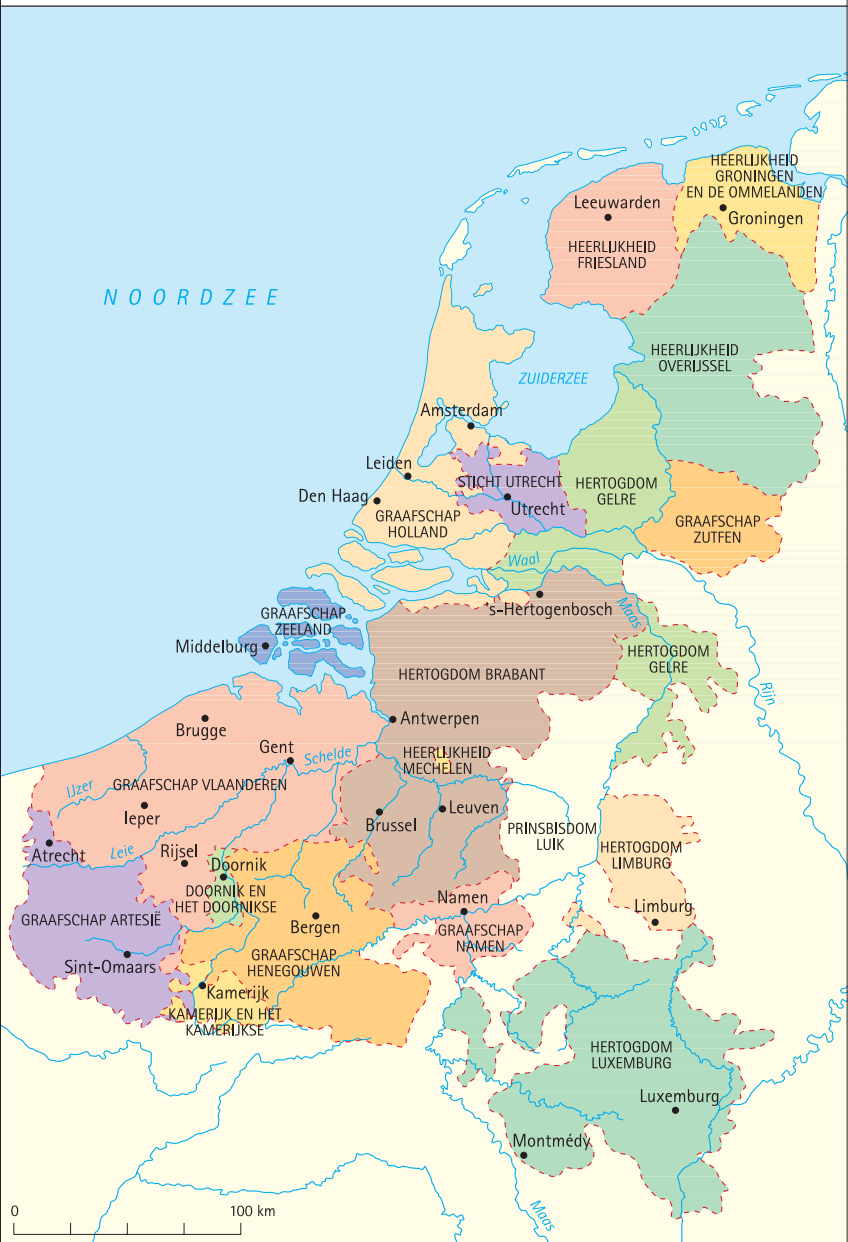 HEERLIJKHEID
GRONINGEN
EN DE OMMELANDEN
Groningen
Leeuwarden
HEERLIJKHEID
FRIESLAND
NOORDZEE
HEERLIJKHEID
OVERIJSSEL
ZUIDERZEE
Amsterdam
Leiden
STICHT UTRECHT
Utrecht
HERTOGDOM
GELRE
Den Haag
GRAAFSCHAP
HOLLAND
GRAAFSCHAP
ZUTFEN
Waal
's-Hertogenbosch
Maas
GRAAFSCHAP
ZEELAND
Middelburg
HERTOGDOM
GELRE
HERTOGDOM BRABANT
Rijn
Brugge
Antwerpen
Gent
Schelde
HEERLIJKHEID
MECHELEN
IJzer
GRAAFSCHAP VLAANDEREN
Ieper
Brussel
Leuven
PRINSBISDOM
LUIK
Atrecht
Leie
Rijsel
Doornik
DOORNIK EN
HET DOORNIKSE
HERTOGDOM
LIMBURG
Limburg
GRAAFSCHAP ARTESIË
Bergen
Namen
GRAAFSCHAP
NAMEN
Sint-Omaars
GRAAFSCHAP
HENEGOUWEN
Kamerijk
KAMERIJK EN HET
KAMERIJKSE
HERTOGDOM
LUXEMBURG
Luxemburg
Montmédy
Maas
0
100 km